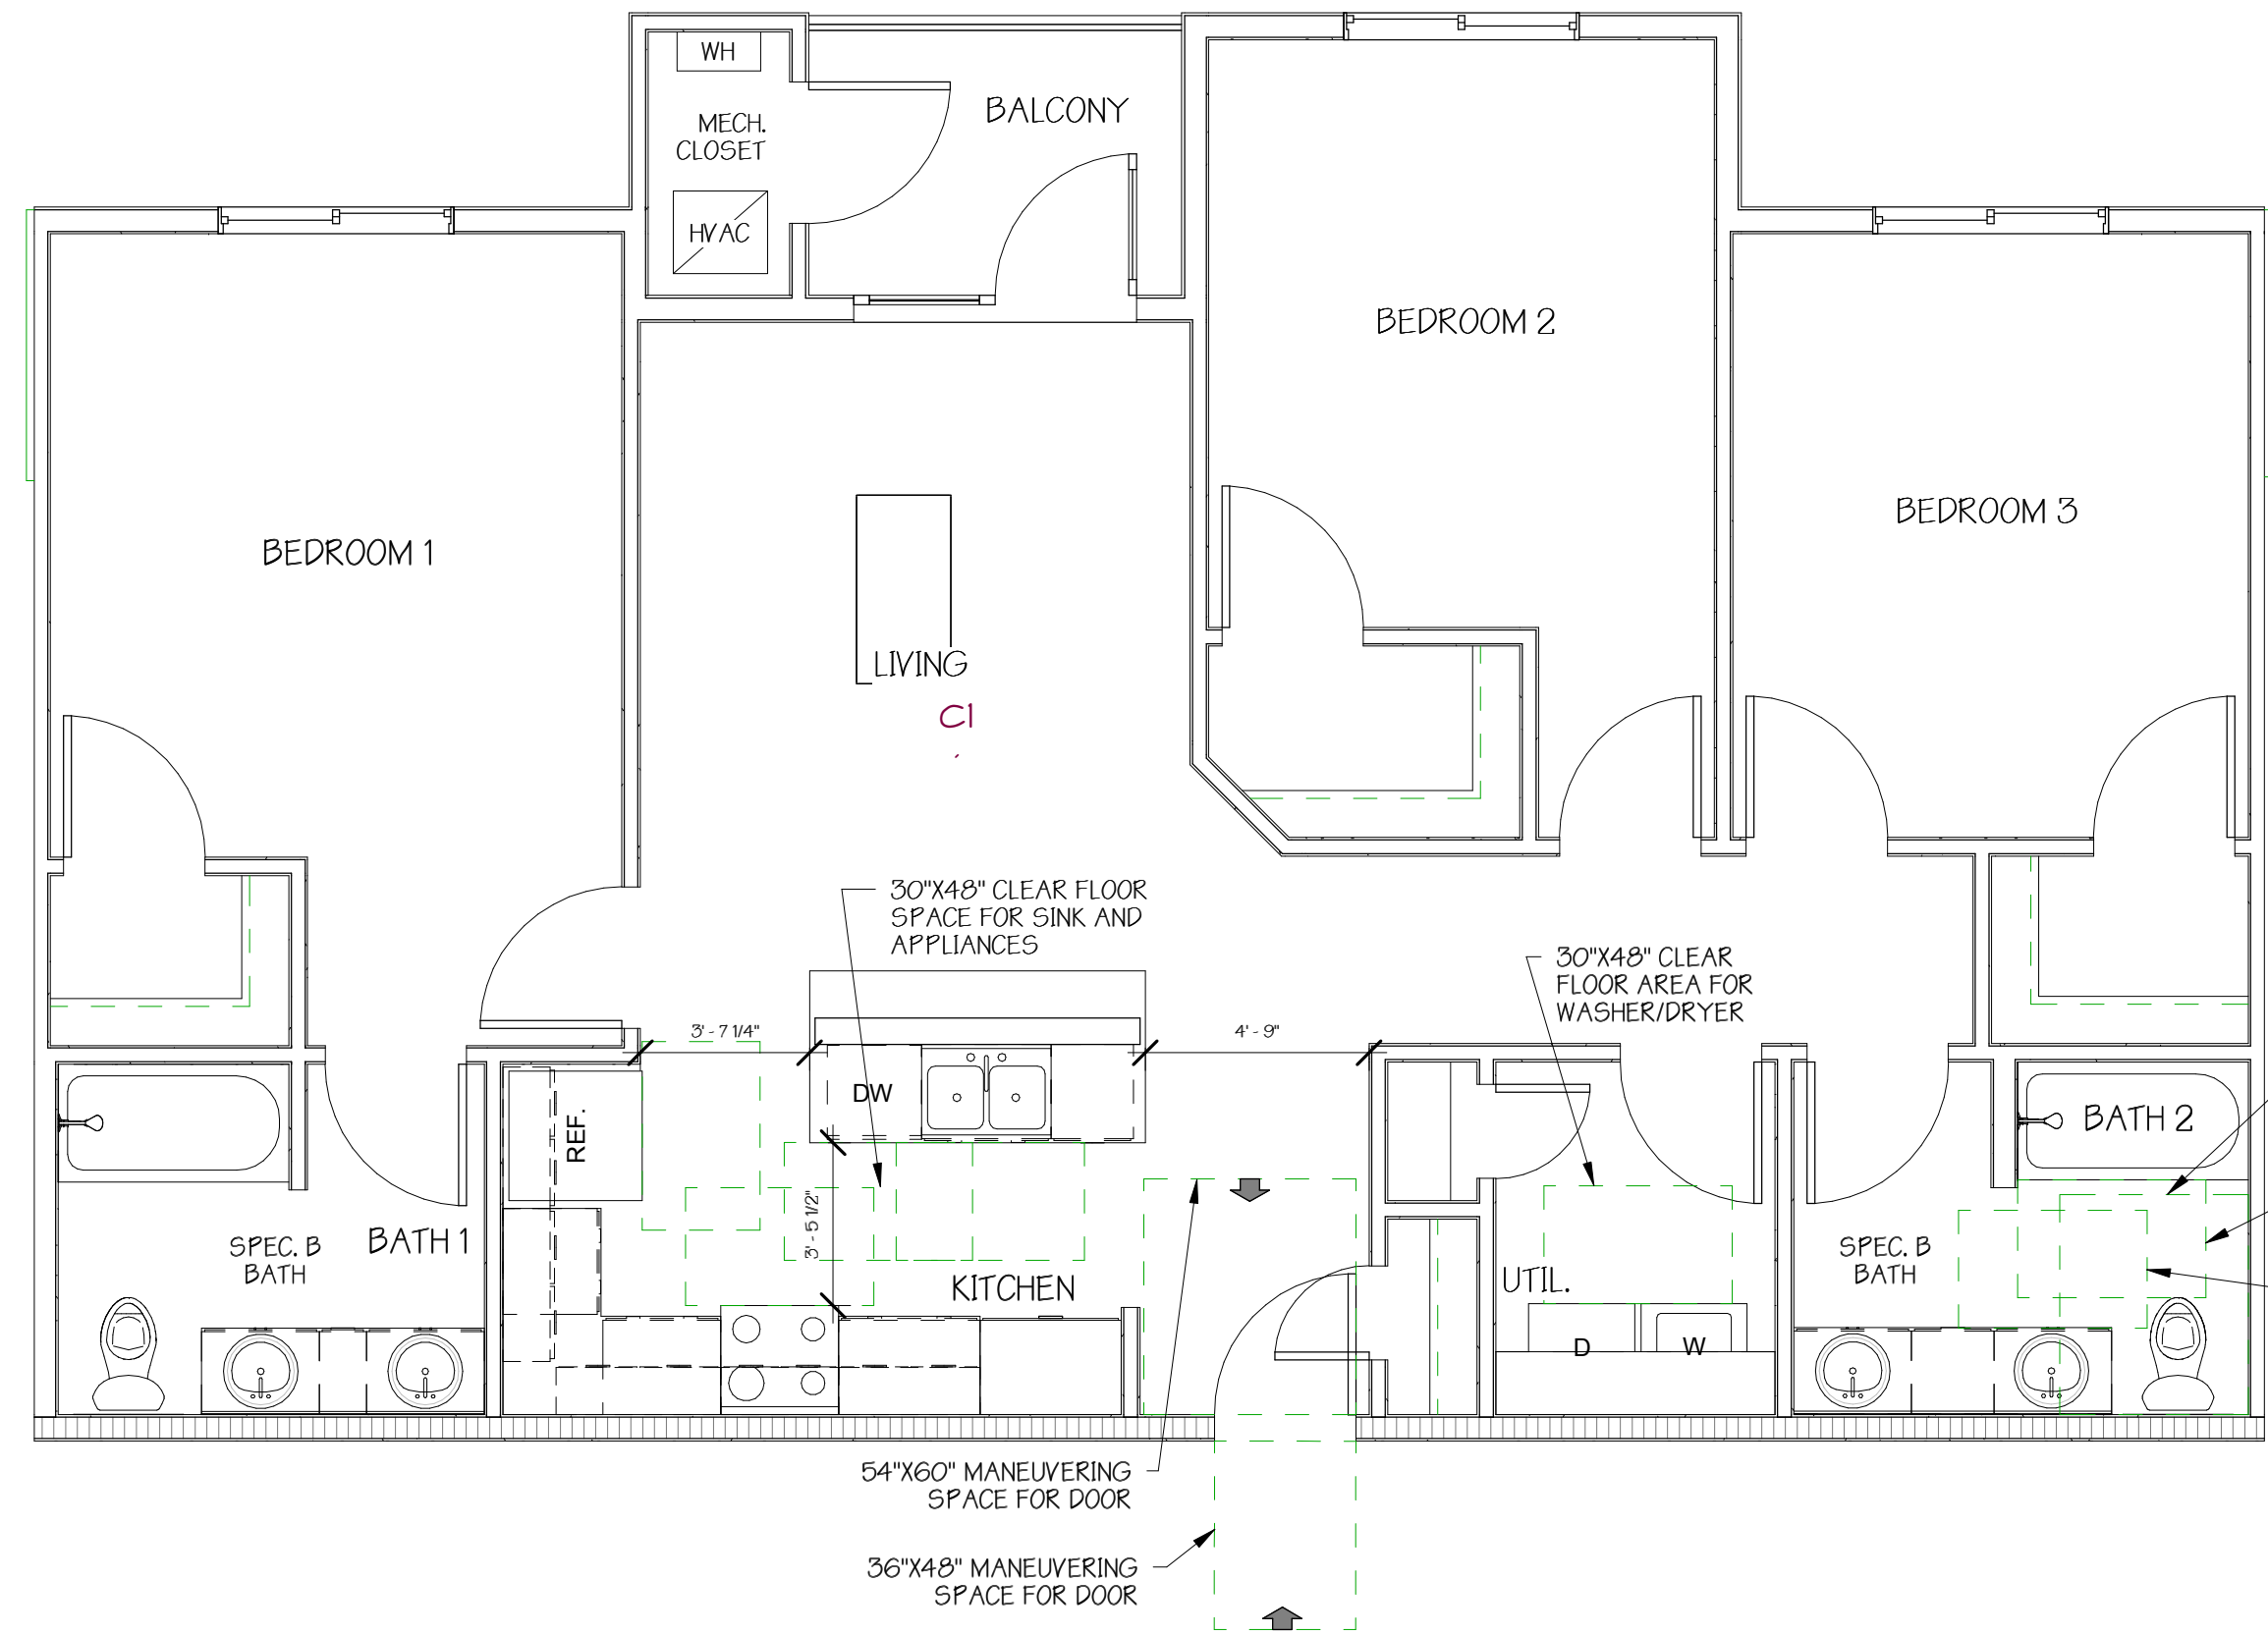 WH
MECH.
CLOSET
HVAC
BALCONY
BEDROOM 2
BEDROOM 3
BEDROOM 1
LIVING
C1
30"X48" CLEAR FLOOR
SPACE FOR SINK AND
APPLIANCES
30"X48" CLEAR
FLOOR AREA FOR
WASHER/DRYER
3' - 7 1/4"
4' - 9"
DW
REF.
BATH 2
3' - 5 1/2"
BATH 1
SPEC. B
BATH
KITCHEN
UTIL.
SPEC. B
BATH
D
W
54"X60" MANEUVERING
SPACE FOR DOOR
36"X48" MANEUVERING
SPACE FOR DOOR